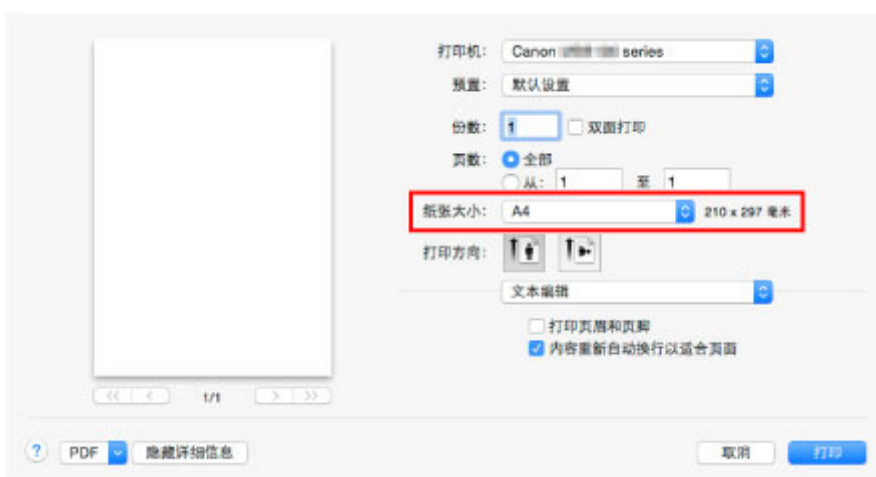 打印机: Canon series
预置: 默认设置
份数: 1 双面打印
页数: 全部
从: 1 至 1
纸张大小: A4 210 x 297 毫米
打印方向:
文本编辑
打印页眉和页脚
内容重新自动换行以适合页面
<< < 1/1 > >>
? PDF 隐藏详细信息 取消 打印